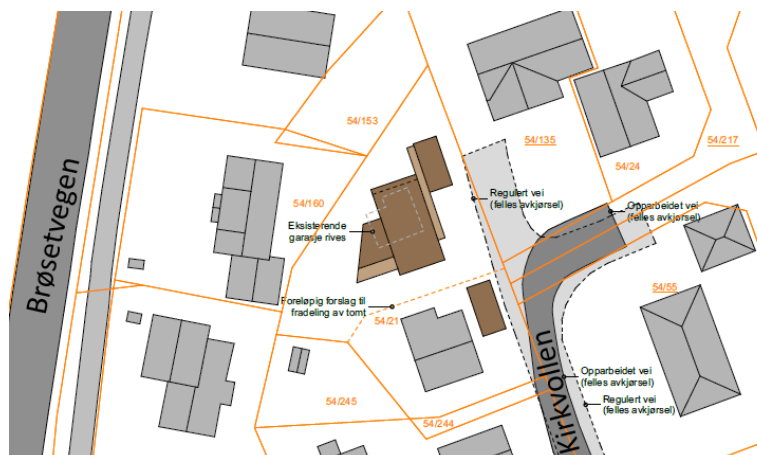 54/153
54/135
54/217
54/24
54/160
Regulert vei
(felles avkjørsel)
Opparbeidet vei
(felles avkjørsel)
Eksisterende
garasje rives
Brøsetvegen
54/55
Foreløpig forslag til
fradeling av tomt
54/21
Kirkvollen
Opparbeidet vei
(felles avkjørsel)
Regulert vei
(felles avkjørsel)
54/245
54/244